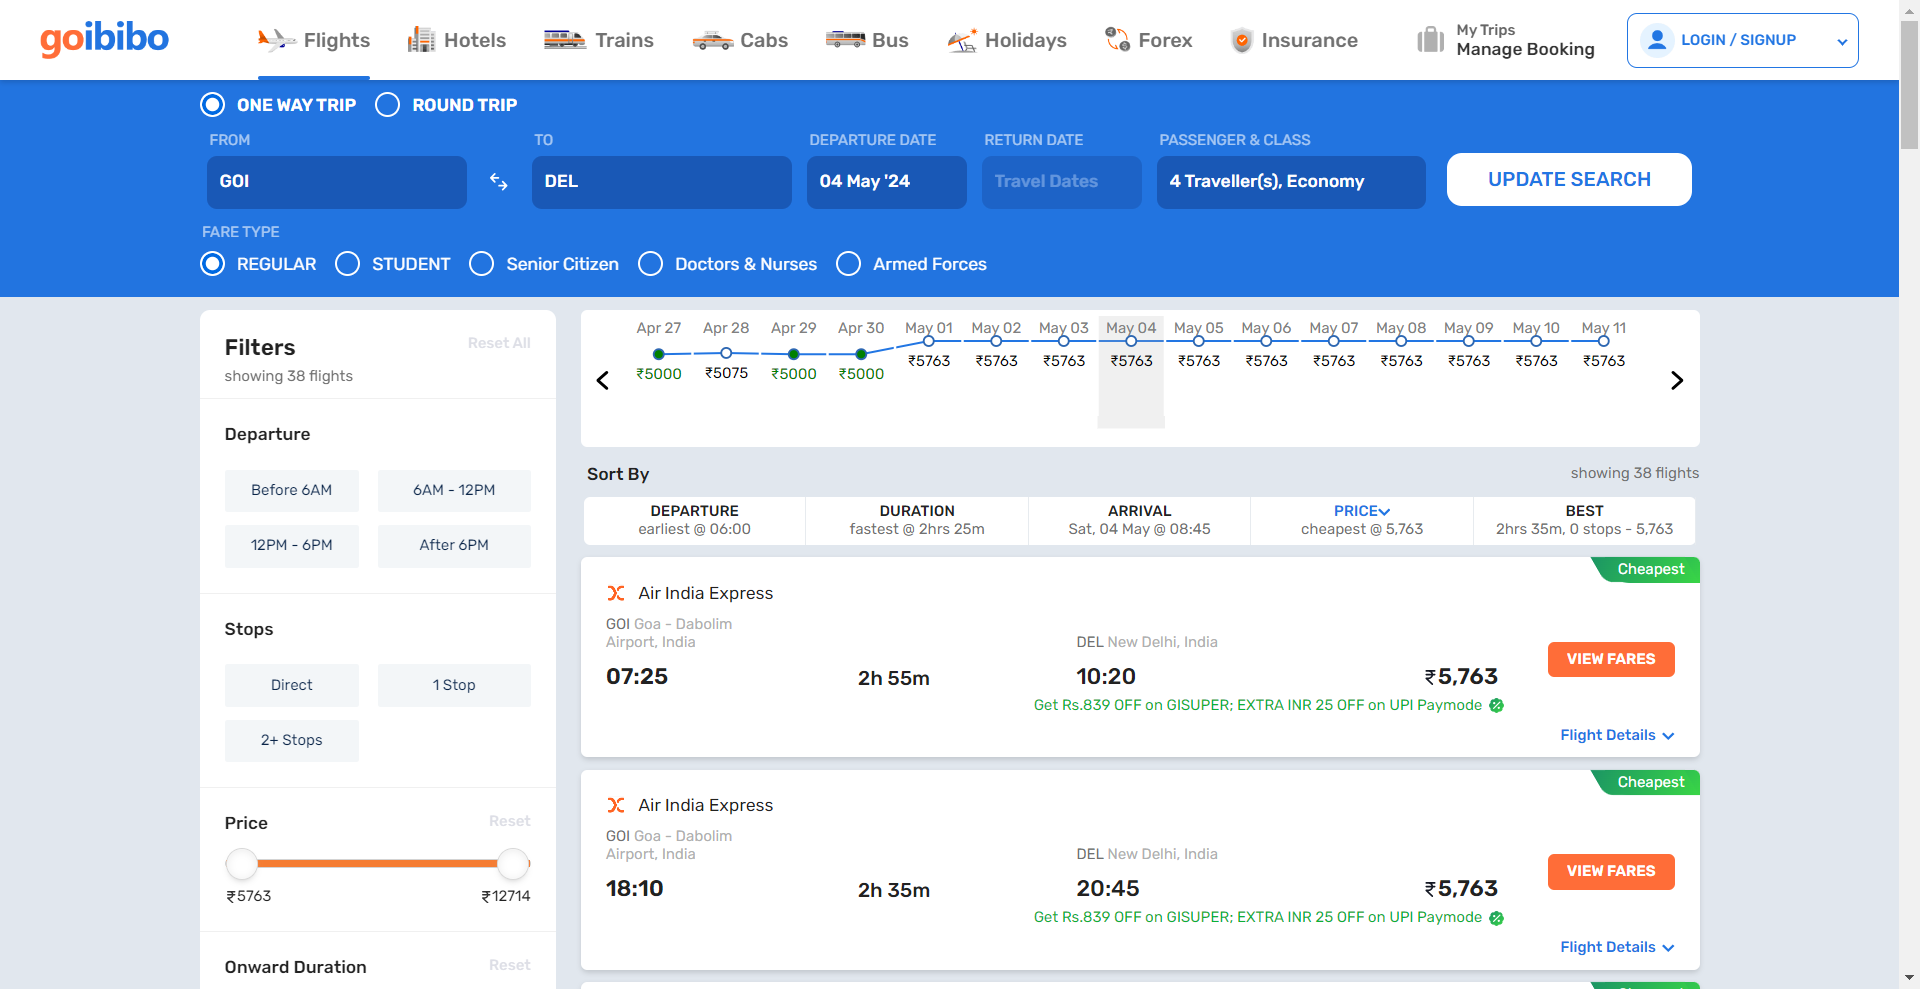 goibibo
Flights
Hotels
Trains
Cabs
Bus
Holidays
Forex
Insurance
My Trips
Manage Booking
LOGIN / SIGNUP
ONE WAY TRIP
ROUND TRIP
FROM
TO
DEPARTURE DATE
RETURN DATE
PASSENGER & CLASS
GOI
DEL
04 May '24
Travel Dates
4 Traveller(s), Economy
UPDATE SEARCH
FARE TYPE
REGULAR
STUDENT
Senior Citizen
Doctors & Nurses
Armed Forces
Filters
Reset All
showing 38 flights
Departure
Before 6AM
6AM - 12PM
12PM - 6PM
After 6PM
Stops
Direct
1 Stop
2+ Stops
Price
Reset
₹5763
₹12714
Onward Duration
Reset
Apr 27 Apr 28 Apr 29 Apr 30 May 01 May 02 May 03 May 04 May 05 May 06 May 07 May 08 May 09 May 10 May 11
₹5000 ₹5075 ₹5000 ₹5000 ₹5763 ₹5763 ₹5763 ₹5763 ₹5763 ₹5763 ₹5763 ₹5763 ₹5763 ₹5763 ₹5763
Sort By
showing 38 flights
DEPARTURE
earliest @ 06:00
DURATION
fastest @ 2hrs 25m
ARRIVAL
Sat, 04 May @ 08:45
PRICE
cheapest @ 5,763
BEST
2hrs 35m, 0 stops - 5,763
Cheapest
Air India Express
GOI Goa - Dabolim
Airport, India
DEL New Delhi, India
07:25
2h 55m
10:20
₹5,763
VIEW FARES
Get Rs.839 OFF on GISUPER; EXTRA INR 25 OFF on UPI Paymode
Flight Details
Cheapest
Air India Express
GOI Goa - Dabolim
Airport, India
DEL New Delhi, India
18:10
2h 35m
20:45
₹5,763
VIEW FARES
Get Rs.839 OFF on GISUPER; EXTRA INR 25 OFF on UPI Paymode
Flight Details